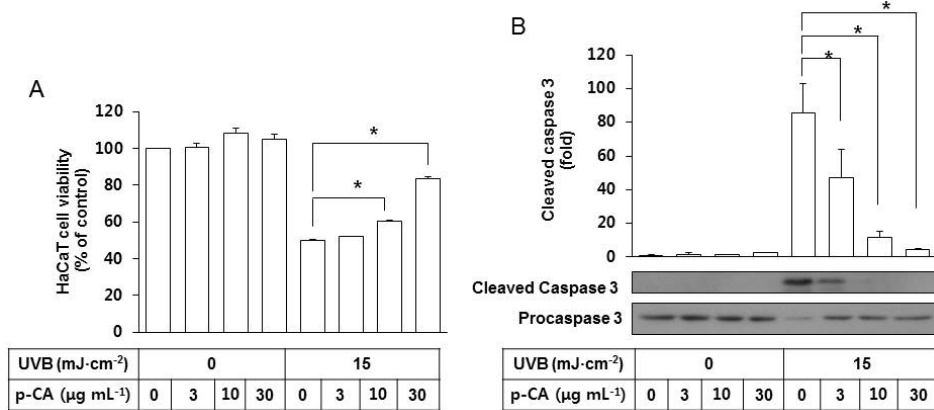 A
HaCaT cell viability
(% of control)
120
100
80
60
40
20
0
*
*
UVB (mJ·cm⁻²) 0 15
p-CA (μg mL⁻¹) 0 3 10 30 0 3 10 30
B
Cleaved caspase 3
(fold)
120
100
80
60
40
20
0
*
*
*
Cleaved Caspase 3
Procaspase 3
UVB (mJ·cm⁻²) 0 15
p-CA (μg mL⁻¹) 0 3 10 30 0 3 10 30